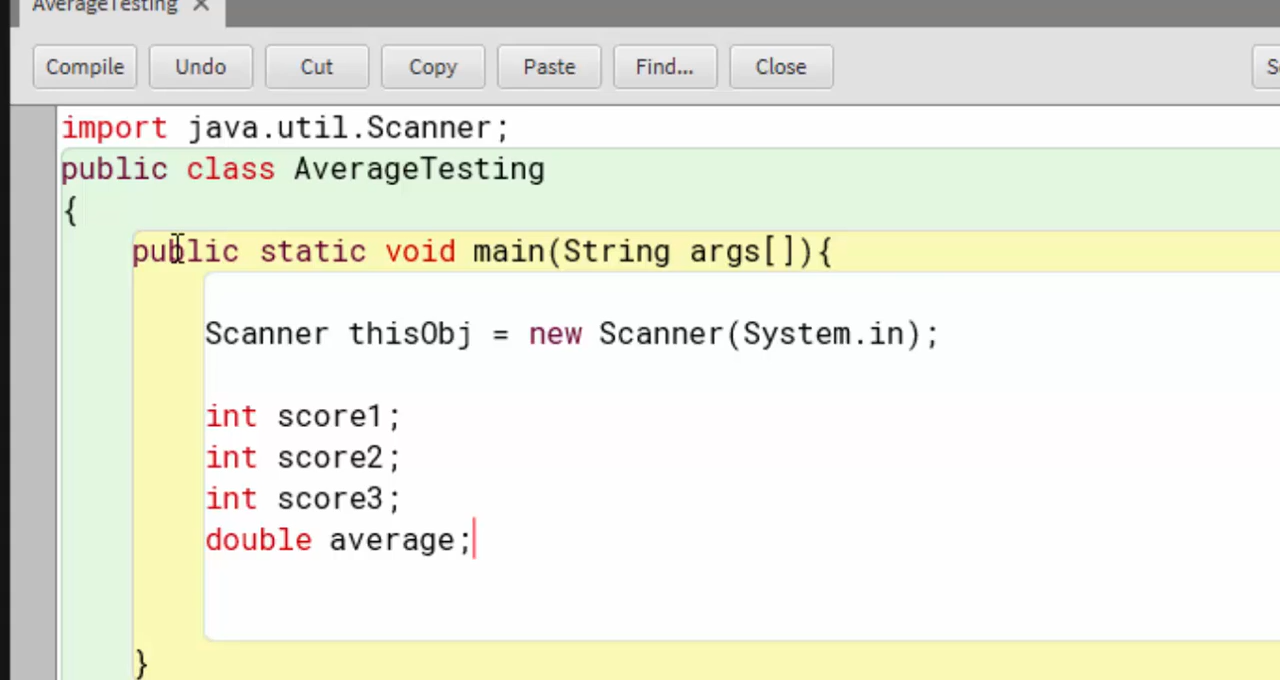 AverageTesting ✕
Compile Undo Cut Copy Paste Find... Close
import java.util.Scanner;
public class AverageTesting
{
public static void main(String args[]){
Scanner thisObj = new Scanner(System.in);
int score1;
int score2;
int score3;
double average;
}